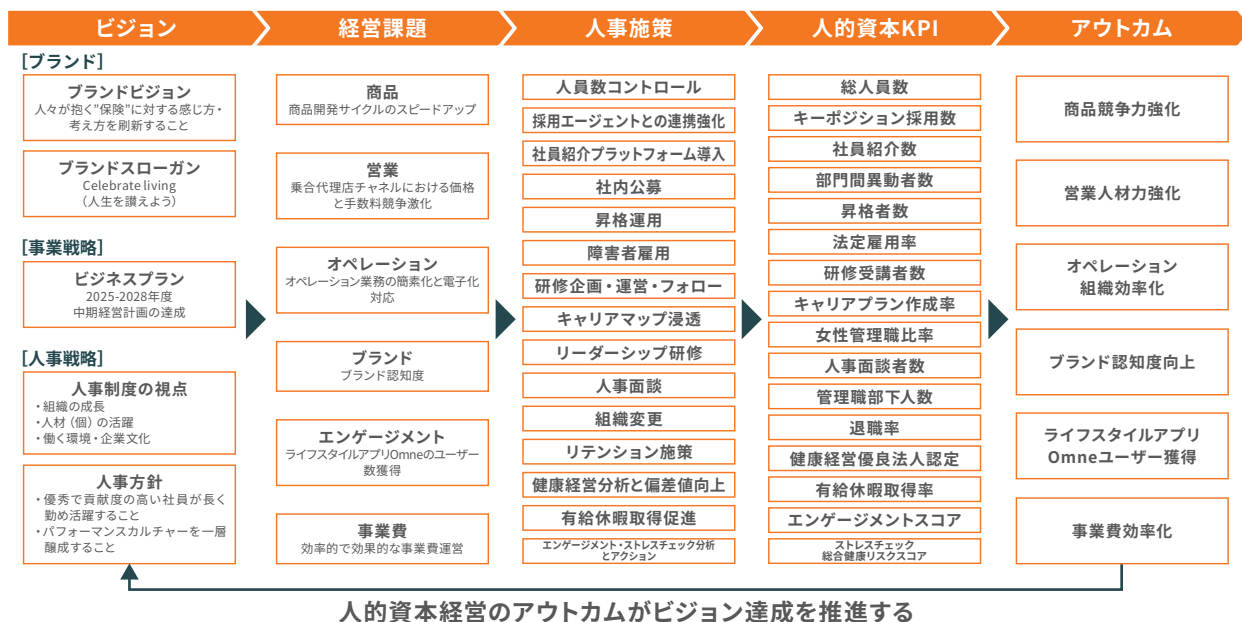 ビジョン
経営課題
人事施策
人的資本KPI
アウトカム
[ブランド]
ブランドビジョン
人々が抱く”保険”に対する感じ方・
考え方を刷新すること
ブランドスローガン
Celebrate living
（人生を讃えよう）
[事業戦略]
ビジネスプラン
2025-2028年度
中期経営計画の達成
[人事戦略]
人事制度の視点
・組織の成長
・人材（個）の活躍
・働く環境・企業文化
人事方針
・優秀で貢献度の高い社員が長く
勤め活躍すること
・パフォーマンスカルチャーを一層
醸成すること
商品
商品開発サイクルのスピードアップ
営業
乗合代理店チャネルにおける価格
と手数料競争激化
オペレーション
オペレーション業務の簡素化と電子化
対応
ブランド
ブランド認知度
エンゲージメント
ライフスタイルアプリOmneのユーザー
数獲得
事業費
効率的で効果的な事業費運営
人員数コントロール
採用エージェントとの連携強化
社員紹介プラットフォーム導入
社内公募
昇格運用
障害者雇用
研修企画・運営・フォロー
キャリアマップ浸透
リーダーシップ研修
人事面談
組織変更
リテンション施策
健康経営分析と偏差値向上
有給休暇取得促進
エンゲージメント・ストレスチェック分析
とアクション
総人員数
キーポジション採用数
社員紹介数
部門間異動者数
昇格者数
法定雇用率
研修受講者数
キャリアプラン作成率
女性管理職比率
人事面談者数
管理職部下人数
退職率
健康経営優良法人認定
有給休暇取得率
エンゲージメントスコア
ストレスチェック
総合健康リスクスコア
商品競争力強化
営業人材力強化
オペレーション
組織効率化
ブランド認知度向上
ライフスタイルアプリ
Omneユーザー獲得
事業費効率化
人的資本経営のアウトカムがビジョン達成を推進する